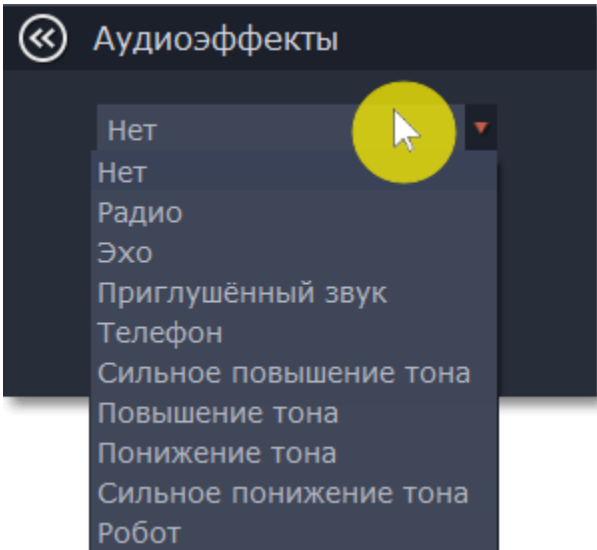 Аудиоэффекты
Нет
Нет
Радио
Эхо
Приглушённый звук
Телефон
Сильное повышение тона
Повышение тона
Понижение тона
Сильное понижение тона
Робот